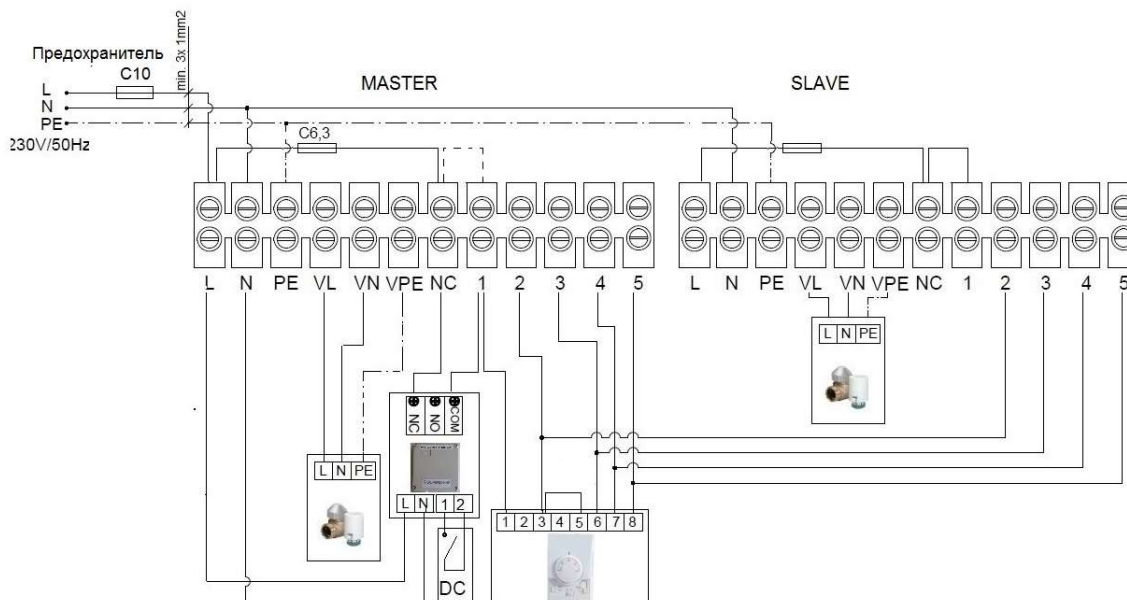 Предохранитель
C10
min. 3x 1mm2
L
N
PE
230V/50Hz
MASTER
SLAVE
C6,3
L N PE VL VN VPE NC 1 2 3 4 5
L N PE VL VN VPE NC 1 2 3 4 5
L N PE
NC NO COM
L N PE
L N 1 2
1 2 3 4 5 6 7 8
DC